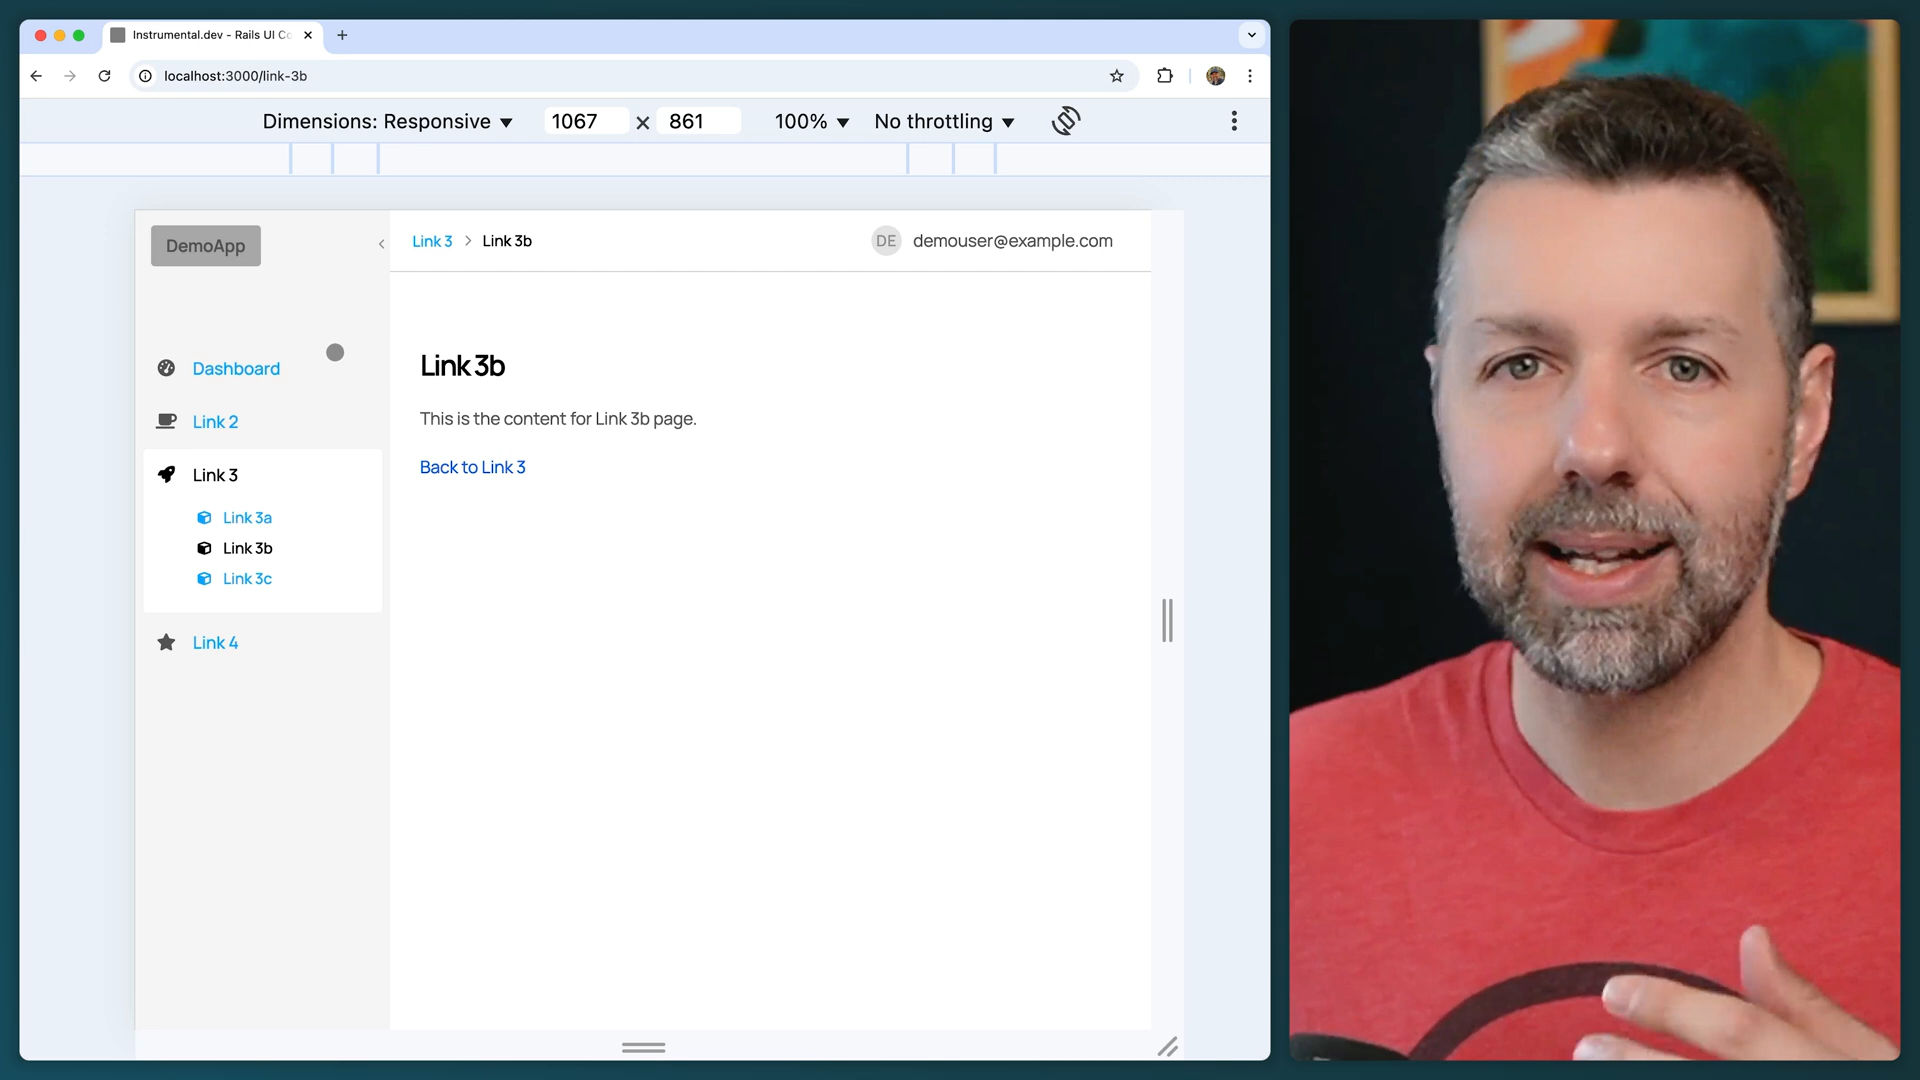 Instrumental.dev - Rails UI Co
localhost:3000/link-3b
Dimensions: Responsive 1067 × 861 100% No throttling
DemoApp
Link 3 > Link 3b
DE demouser@example.com
Dashboard
Link 2
Link 3
Link 3a
Link 3b
Link 3c
Link 4
Link 3b
This is the content for Link 3b page.
Back to Link 3